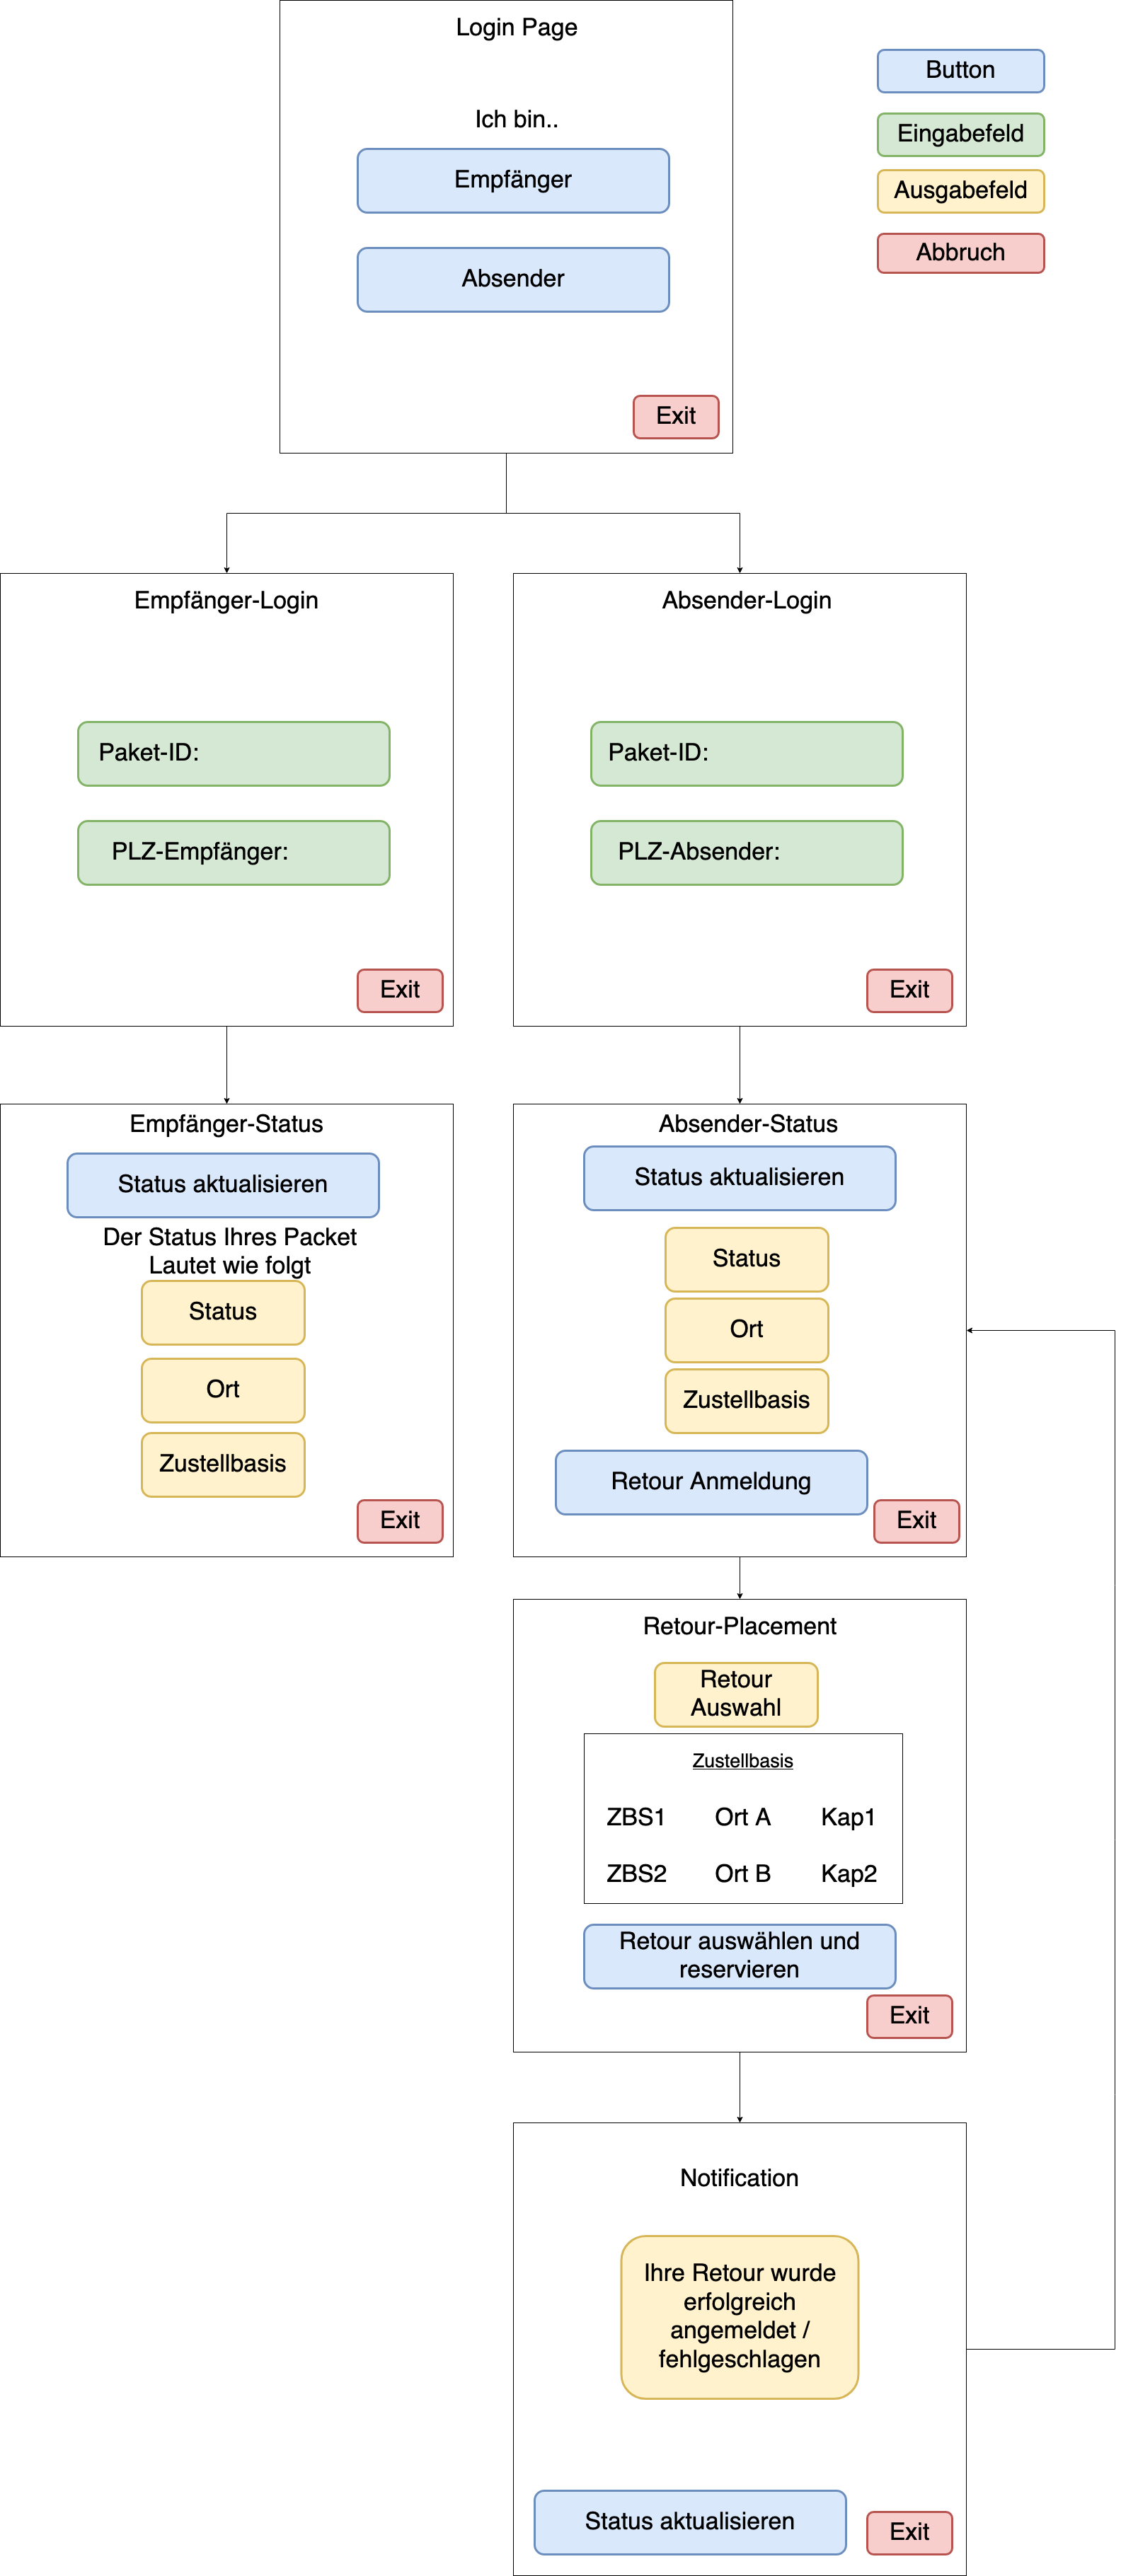 Login Page
Button
Ich bin..
Eingabefeld
Empfänger
Ausgabefeld
Absender
Abbruch
Exit
Empfänger-Login
Paket-ID:
PLZ-Empfänger:
Exit
Absender-Login
Paket-ID:
PLZ-Absender:
Exit
Empfänger-Status
Status aktualisieren
Der Status Ihres Packet
Lautet wie folgt
Status
Ort
Zustellbasis
Exit
Absender-Status
Status aktualisieren
Status
Ort
Zustellbasis
Retour Anmeldung
Exit
Retour-Placement
Retour
Auswahl
Zustellbasis
ZBS1 Ort A Kap1
ZBS2 Ort B Kap2
Retour auswählen und
reservieren
Exit
Notification
Ihre Retour wurde
erfolgreich
angemeldet /
fehlgeschlagen
Status aktualisieren
Exit